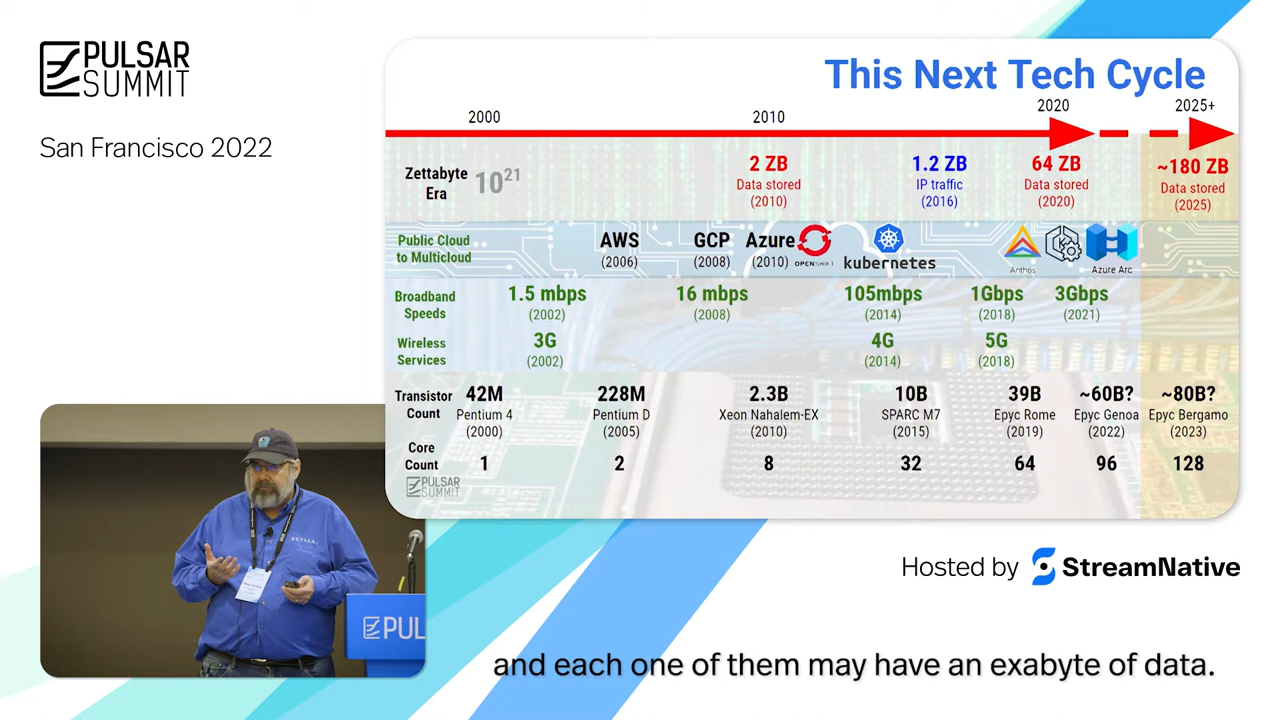 PULSAR
SUMMIT
San Francisco 2022
This Next Tech Cycle
2000
2010
2020
2025+
Zettabyte
Era
10²¹
2 ZB
Data stored
(2010)
1.2 ZB
IP traffic
(2016)
64 ZB
Data stored
(2020)
~180 ZB
Data stored
(2025)
Public Cloud
to Multicloud
AWS
(2006)
GCP
(2008)
Azure
(2010)
OPENSHIFT
kubernetes
Anthos
Azure Arc
Broadband
Speeds
1.5 mbps
(2002)
16 mbps
(2008)
105mbps
(2014)
1Gbps
(2018)
3Gbps
(2021)
Wireless
Services
3G
(2002)
4G
(2014)
5G
(2018)
Transistor
Count
42M
Pentium 4
(2000)
228M
Pentium D
(2005)
2.3B
Xeon Nahalem-EX
(2010)
10B
SPARC M7
(2015)
39B
Epyc Rome
(2019)
~60B?
Epyc Genoa
(2022)
~80B?
Epyc Bergamo
(2023)
Core
Count
1
2
8
32
64
96
128
PULSAR
SUMMIT
SCYLLA
PUL
Hosted by StreamNative
and each one of them may have an exabyte of data.